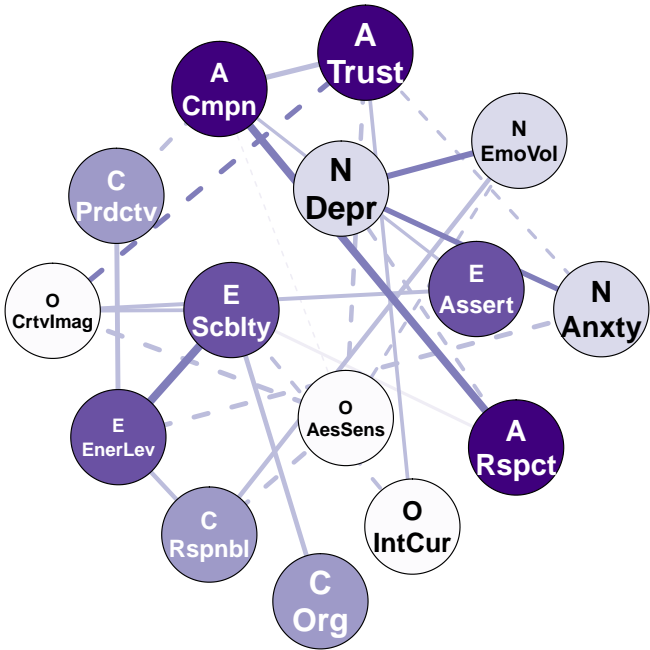 A
Trust
A
Cmpn
N
EmoVol
N
Depr
C
Prdctv
E
Assert
O
CrtvImag
E
Scblty
N
Anxty
O
AesSens
E
EnerLev
A
Rspct
O
IntCur
C
Rspnbl
C
Org